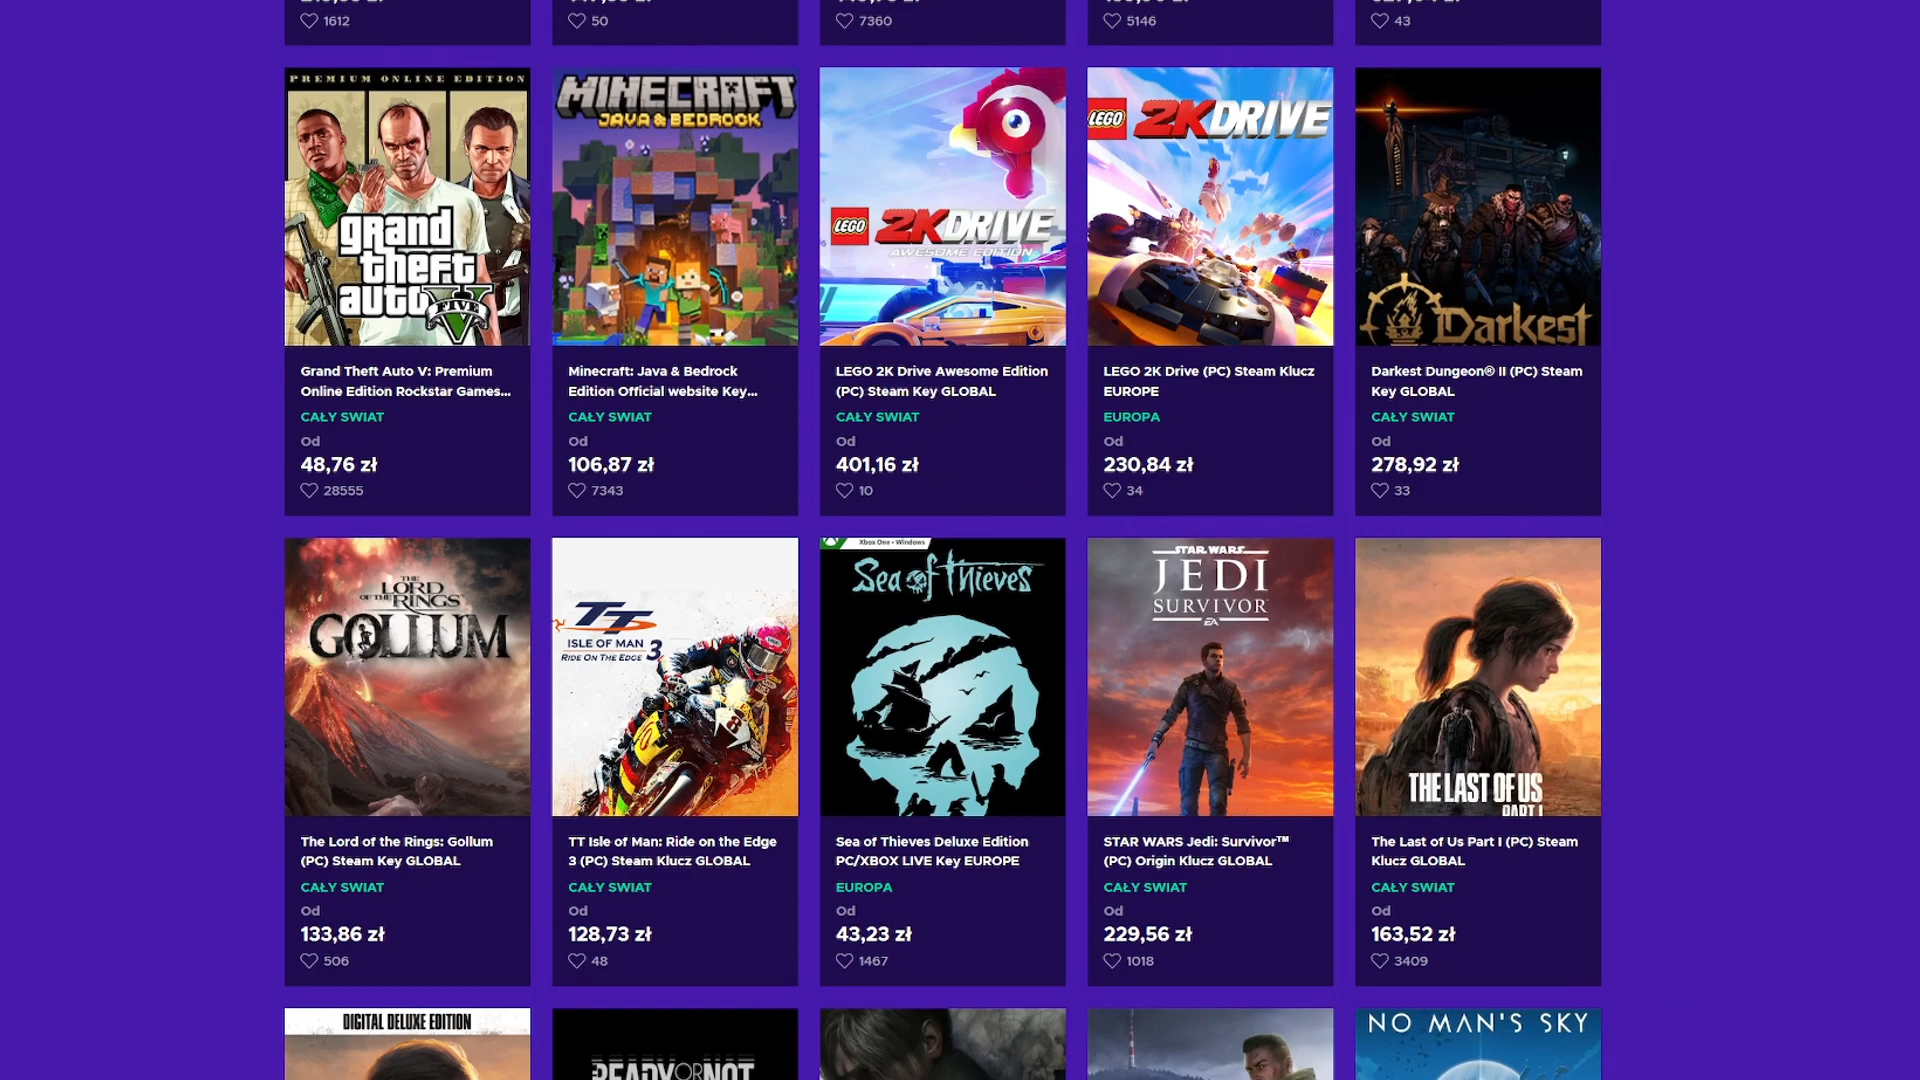 1612
50
7360
5146
43
PREMIUM ONLINE EDITION
grand
theft
auto
FIVE
MINECRAFT
JAVA & BEDROCK
LEGO 2K DRIVE
AWESOME EDITION
LEGO 2K DRIVE
Darkest
Grand Theft Auto V: Premium
Online Edition Rockstar Games...
CAŁY SWIAT
Od
48,76 zł
28555
Minecraft: Java & Bedrock
Edition Official website Key...
CAŁY SWIAT
Od
106,87 zł
7343
LEGO 2K Drive Awesome Edition
(PC) Steam Key GLOBAL
CAŁY SWIAT
Od
401,16 zł
10
LEGO 2K Drive (PC) Steam Klucz
EUROPE
EUROPA
Od
230,84 zł
34
Darkest Dungeon® II (PC) Steam
Key GLOBAL
CAŁY SWIAT
Od
278,92 zł
33
THE
LORD
OF THE RINGS
GOLLUM
TT
ISLE OF MAN
RIDE ON THE EDGE 3
Xbox One • Windows
Sea of Thieves
STAR WARS
JEDI
SURVIVOR
EA
THE LAST OF US
PART I
The Lord of the Rings: Gollum
(PC) Steam Key GLOBAL
CAŁY SWIAT
Od
133,86 zł
506
TT Isle of Man: Ride on the Edge
3 (PC) Steam Klucz GLOBAL
CAŁY SWIAT
Od
128,73 zł
48
Sea of Thieves Deluxe Edition
PC/XBOX LIVE Key EUROPE
EUROPA
Od
43,23 zł
1467
STAR WARS Jedi: Survivor™
(PC) Origin Klucz GLOBAL
CAŁY SWIAT
Od
229,56 zł
1018
The Last of Us Part I (PC) Steam
Klucz GLOBAL
CAŁY SWIAT
Od
163,52 zł
3409
DIGITAL DELUXE EDITION
READY OR NOT
NO MAN'S SKY